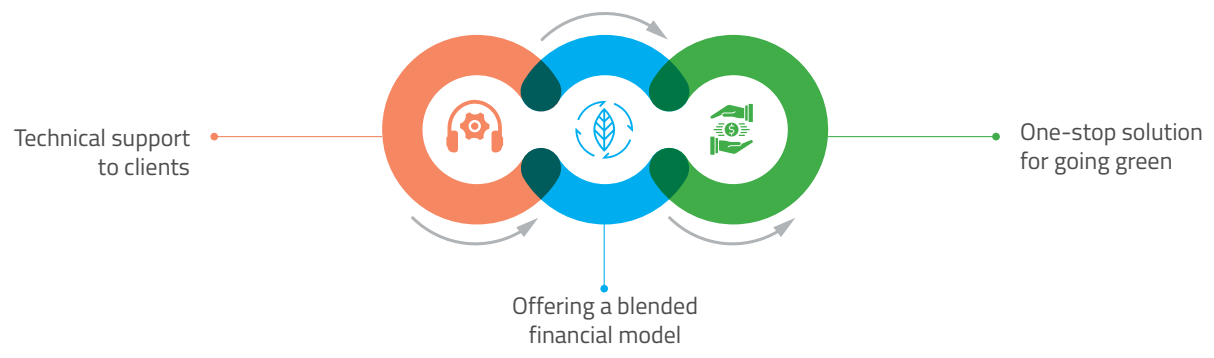 Technical support
to clients
Offering a blended
financial model
One-stop solution
for going green
$